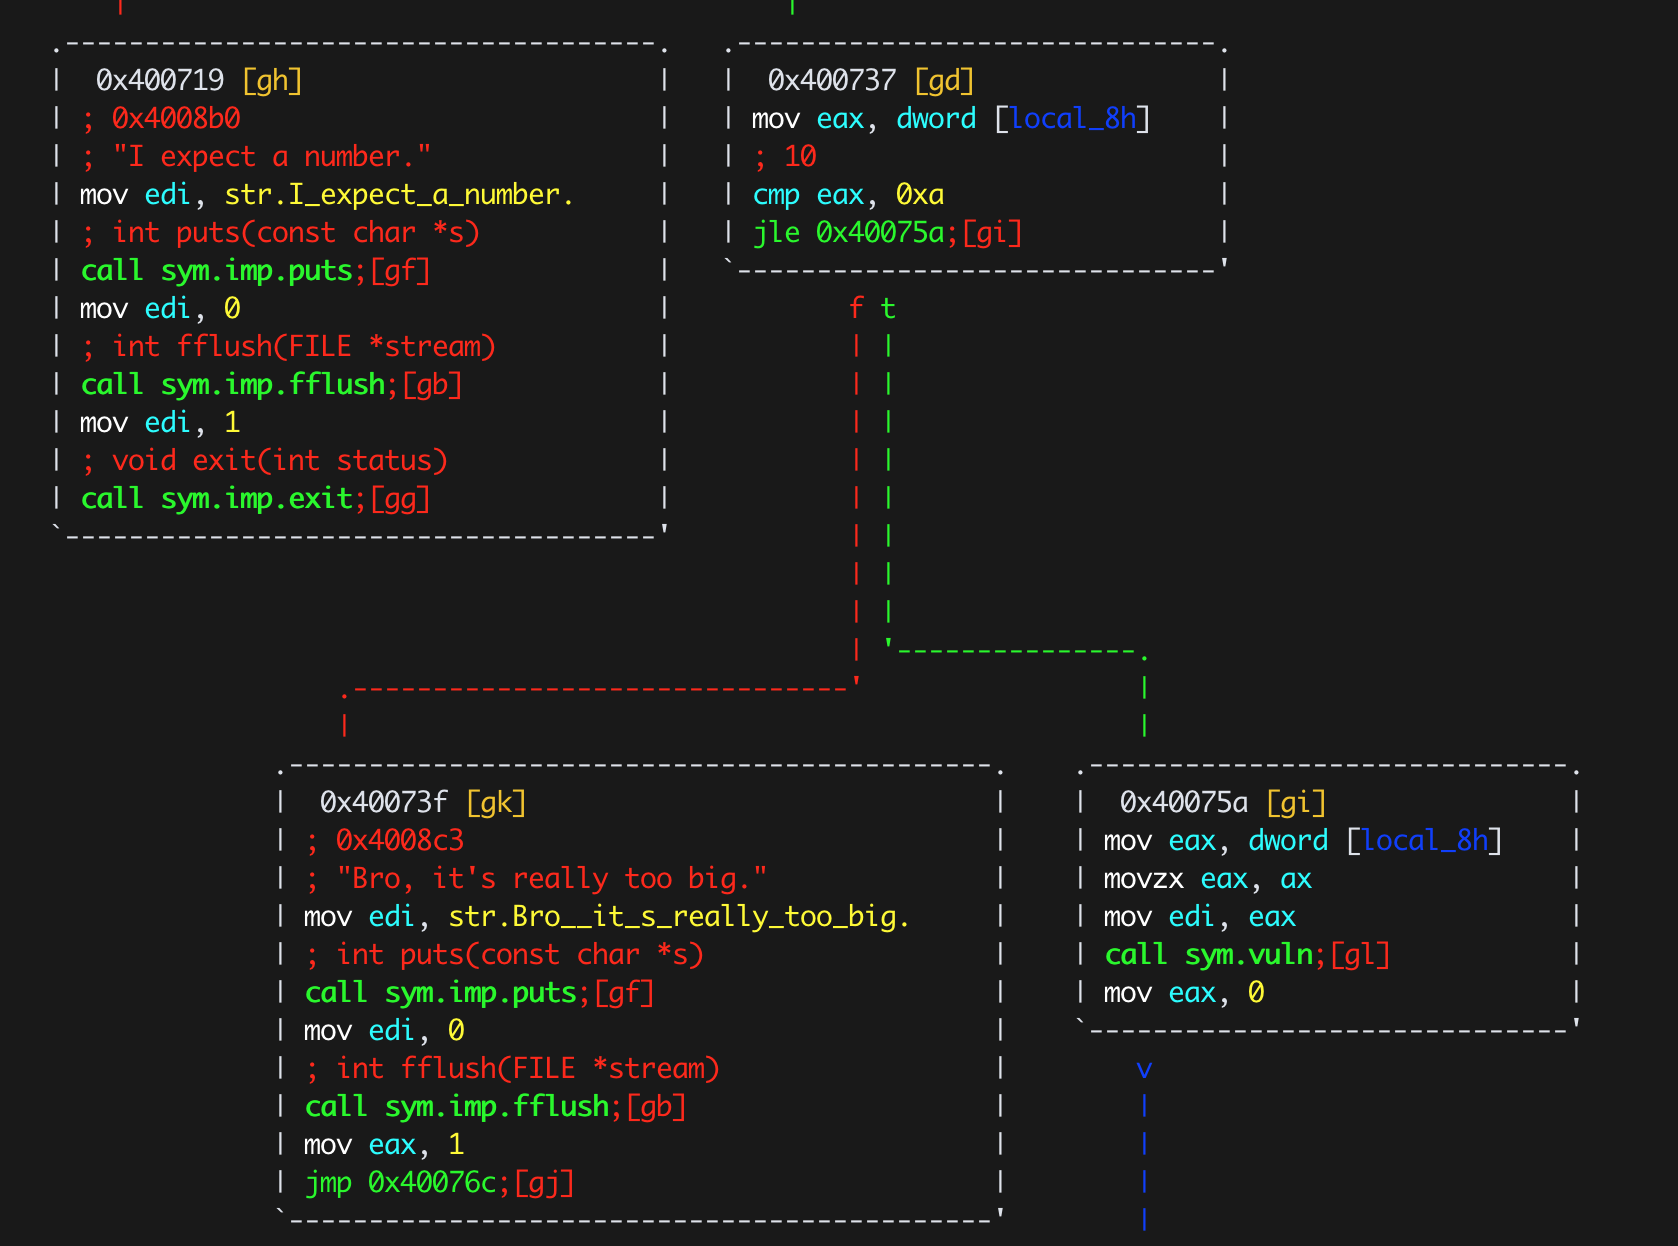 0x400719 [gh]
; 0x4008b0
; "I expect a number."
mov edi, str.I_expect_a_number.
; int puts(const char *s)
call sym.imp.puts;[gf]
mov edi, 0
; int fflush(FILE *stream)
call sym.imp.fflush;[gb]
mov edi, 1
; void exit(int status)
call sym.imp.exit;[gg]
0x400737 [gd]
mov eax, dword [local_8h]
; 10
cmp eax, 0xa
jle 0x40075a;[gi]
f t
0x40073f [gk]
; 0x4008c3
; "Bro, it's really too big."
mov edi, str.Bro__it_s_really_too_big.
; int puts(const char *s)
call sym.imp.puts;[gf]
mov edi, 0
; int fflush(FILE *stream)
call sym.imp.fflush;[gb]
mov eax, 1
jmp 0x40076c;[gj]
0x40075a [gi]
mov eax, dword [local_8h]
movzx eax, ax
mov edi, eax
call sym.vuln;[gl]
mov eax, 0
v